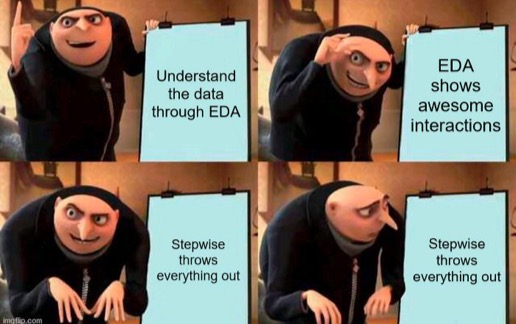 Understand
the data
through EDA
EDA
shows
awesome
interactions
Stepwise
throws
everything out
Stepwise
throws
everything out
imgflip.com